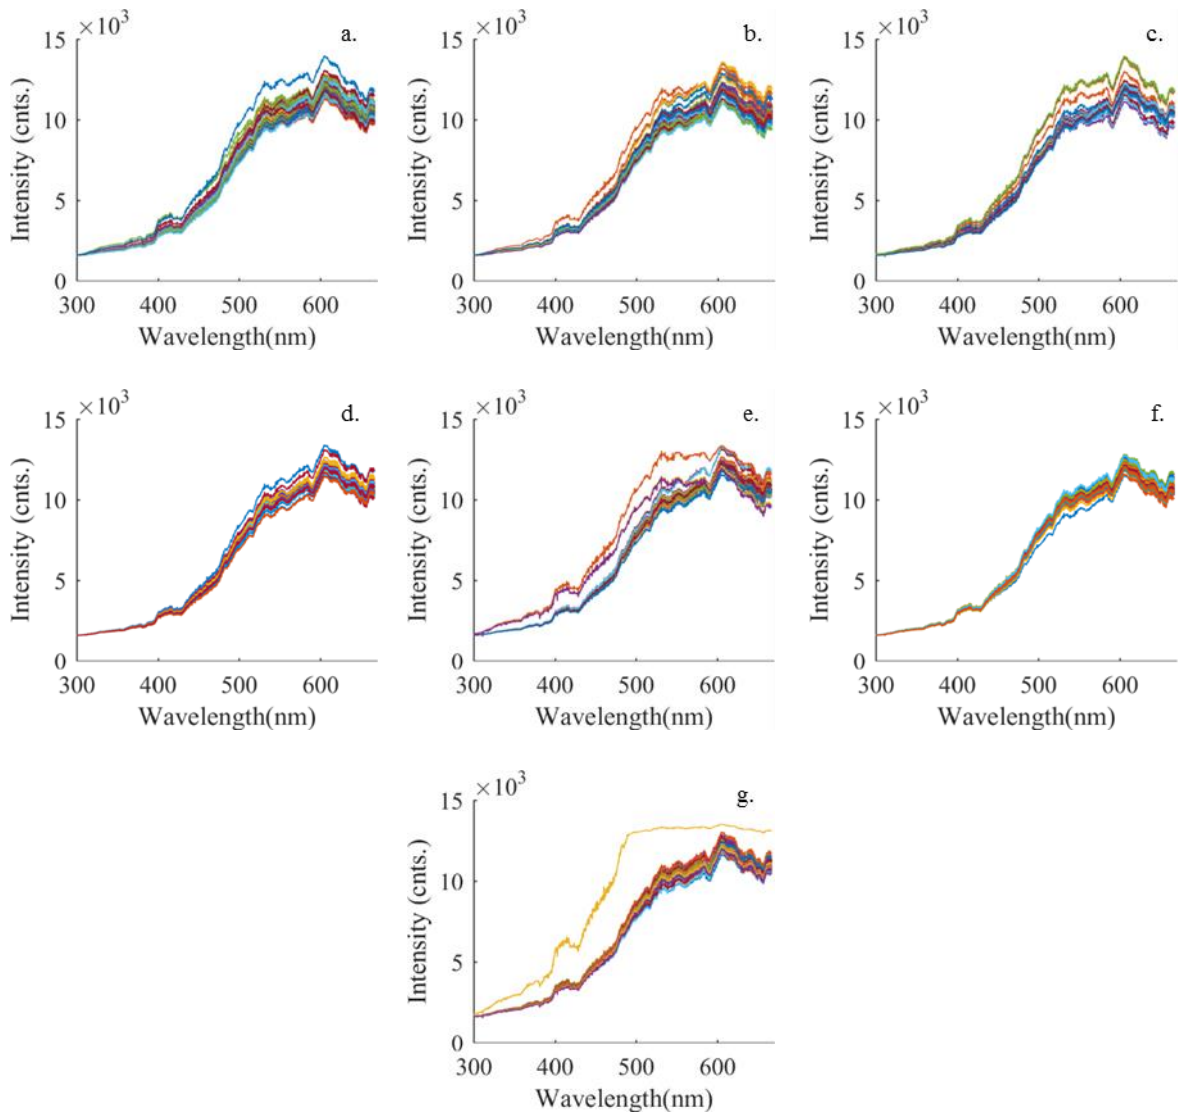 ×10³ a.
15
10
5
0
Intensity (cnts.)
300 400 500 600
Wavelength(nm)
×10³ b.
15
10
5
0
Intensity (cnts.)
300 400 500 600
Wavelength(nm)
×10³ c.
15
10
5
0
Intensity (cnts.)
300 400 500 600
Wavelength(nm)
×10³ d.
15
10
5
0
Intensity (cnts.)
300 400 500 600
Wavelength(nm)
×10³ e.
15
10
5
0
Intensity (cnts.)
300 400 500 600
Wavelength(nm)
×10³ f.
15
10
5
0
Intensity (cnts.)
300 400 500 600
Wavelength(nm)
×10³ g.
15
10
5
0
Intensity (cnts.)
300 400 500 600
Wavelength(nm)